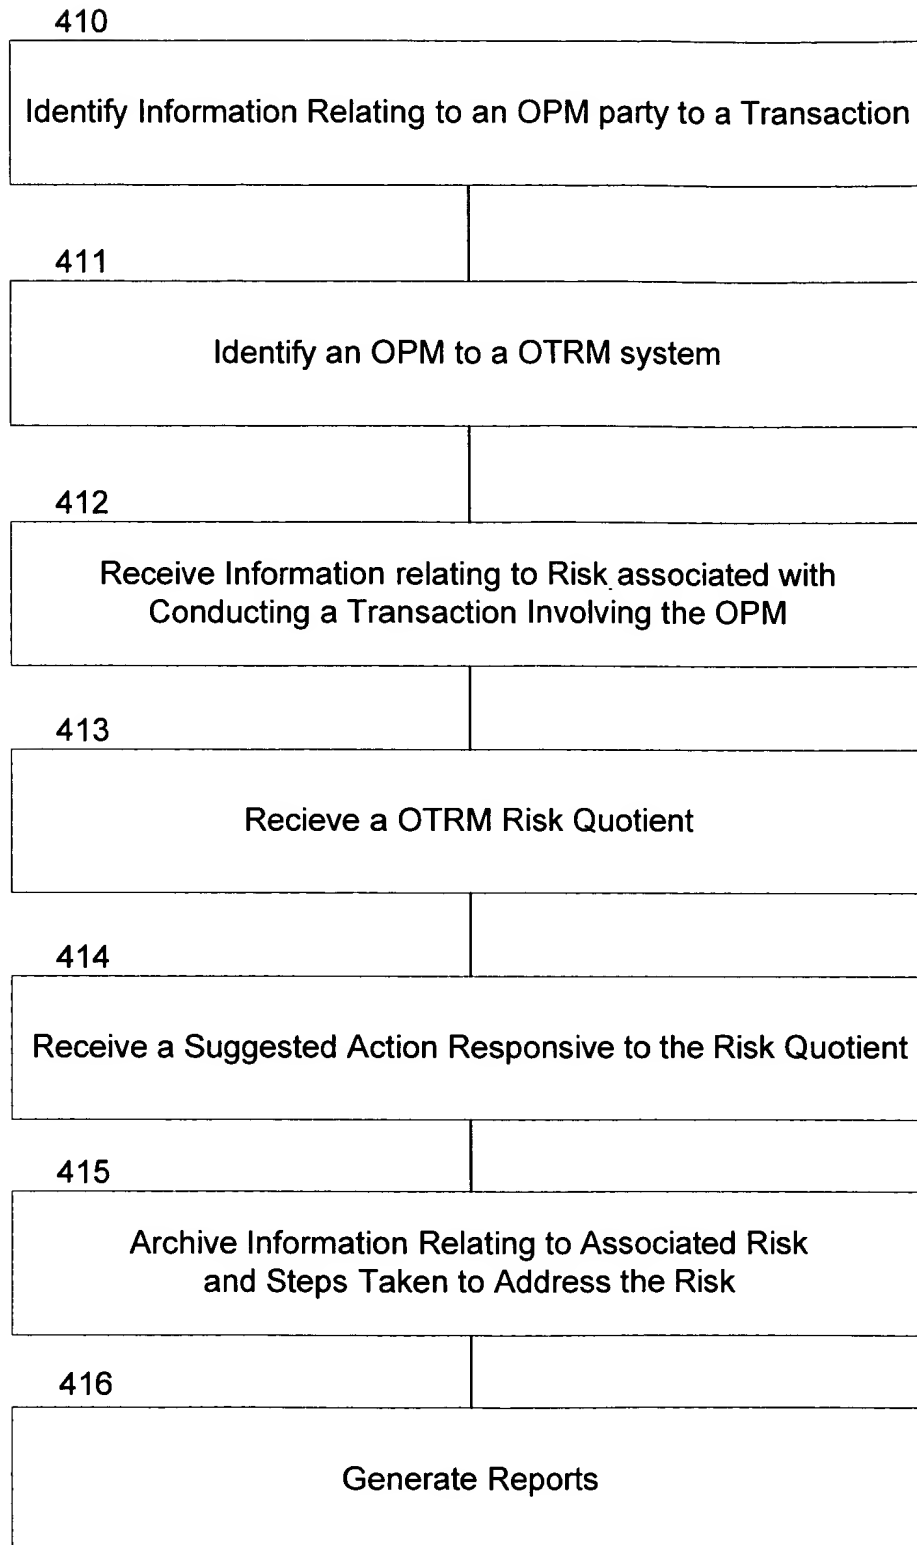 410
Identify Information Relating to an OPM party to a Transaction
411
Identify an OPM to a OTRM system
412
Receive Information relating to Risk associated with
Conducting a Transaction Involving the OPM
413
Recieve a OTRM Risk Quotient
414
Receive a Suggested Action Responsive to the Risk Quotient
415
Archive Information Relating to Associated Risk
and Steps Taken to Address the Risk
416
Generate Reports